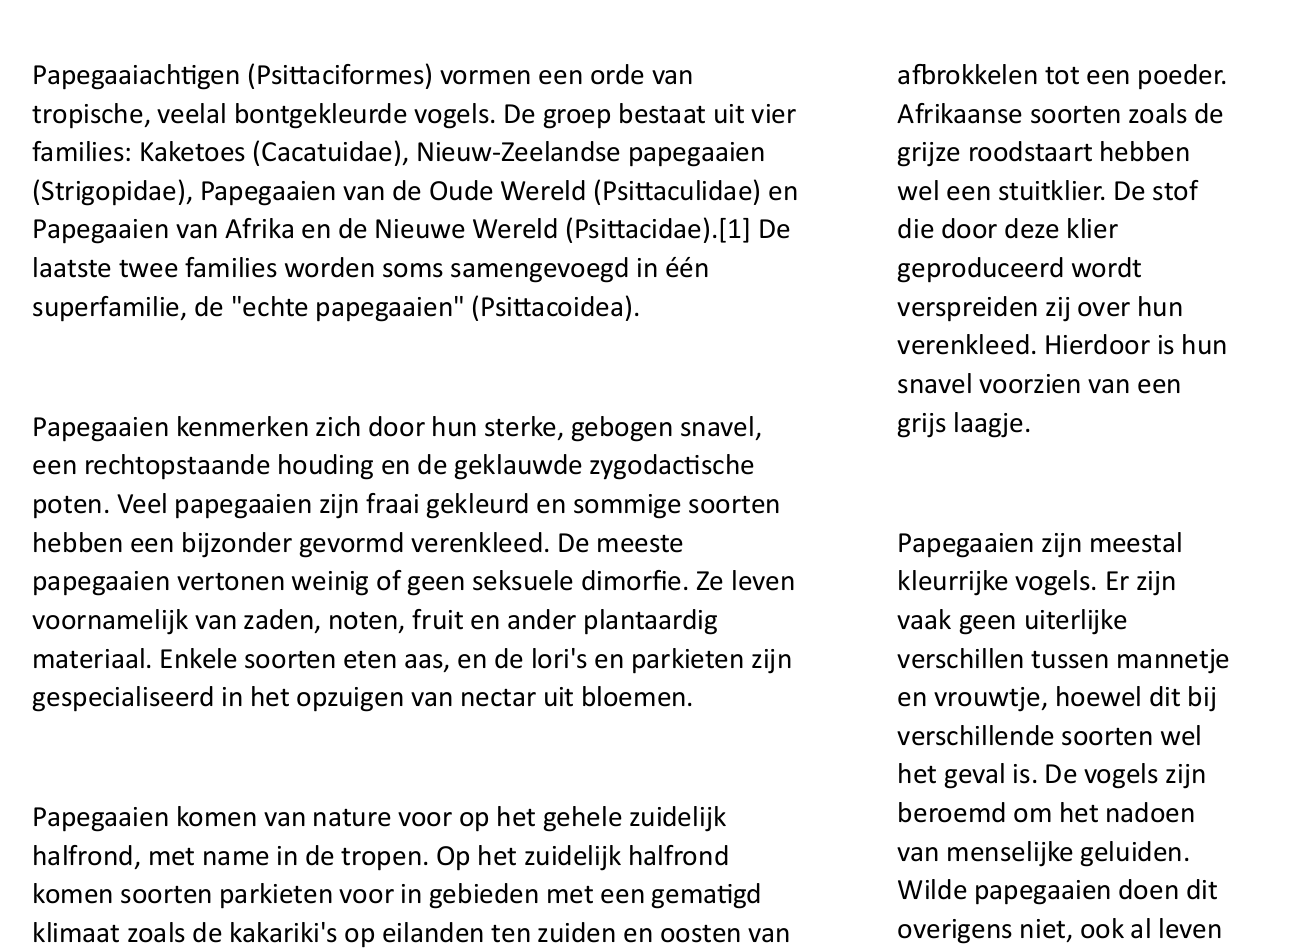 Papegaaiachtigen (Psittaciformes) vormen een orde van
tropische, veelal bontgekleurde vogels. De groep bestaat uit vier
families: Kaketoes (Cacatuidae), Nieuw-Zeelandse papegaaien
(Strigopidae), Papegaaien van de Oude Wereld (Psittaculidae) en
Papegaaien van Afrika en de Nieuwe Wereld (Psittacidae).[1] De
laatste twee families worden soms samengevoegd in één
superfamilie, de "echte papegaaien" (Psittacoidea).

Papegaaien kenmerken zich door hun sterke, gebogen snavel,
een rechtopstaande houding en de geklauwde zygodactische
poten. Veel papegaaien zijn fraai gekleurd en sommige soorten
hebben een bijzonder gevormd verenkleed. De meeste
papegaaien vertonen weinig of geen seksuele dimorfie. Ze leven
voornamelijk van zaden, noten, fruit en ander plantaardig
materiaal. Enkele soorten eten aas, en de lori's en parkieten zijn
gespecialiseerd in het opzuigen van nectar uit bloemen.

Papegaaien komen van nature voor op het gehele zuidelijk
halfrond, met name in de tropen. Op het zuidelijk halfrond
komen soorten parkieten voor in gebieden met een gematigd
klimaat zoals de kakariki's op eilanden ten zuiden en oosten van

afbrokkelen tot een poeder.
Afrikaanse soorten zoals de
grijze roodstaart hebben
wel een stuitklier. De stof
die door deze klier
geproduceerd wordt
verspreiden zij over hun
verenkleed. Hierdoor is hun
snavel voorzien van een
grijs laagje.

Papegaaien zijn meestal
kleurrijke vogels. Er zijn
vaak geen uiterlijke
verschillen tussen mannetje
en vrouwtje, hoewel dit bij
verschillende soorten wel
het geval is. De vogels zijn
beroemd om het nadoen
van menselijke geluiden.
Wilde papegaaien doen dit
overigens niet, ook al leven